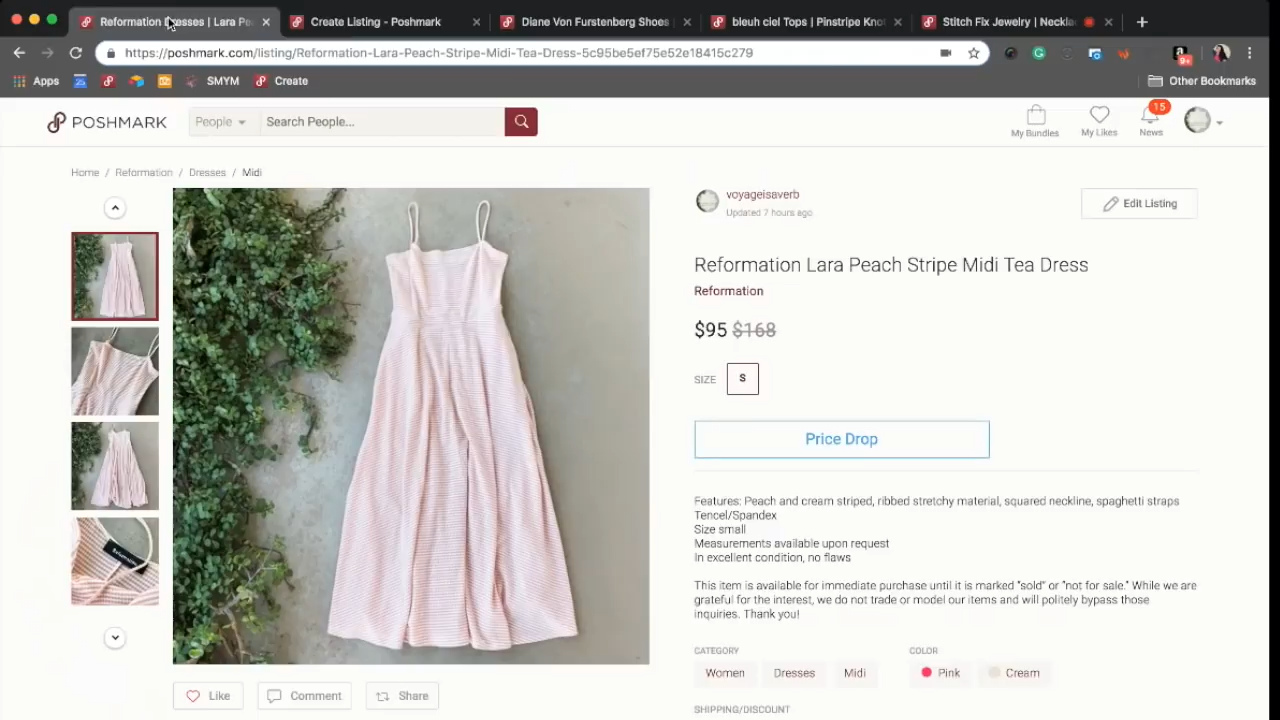 Reformation Dresses | Lara Pe
Create Listing - Poshmark
Diane Von Furstenberg Shoes
bleuh ciel Tops | Pinstripe Kno
Stitch Fix Jewelry | Neckla
https://poshmark.com/listing/Reformation-Lara-Peach-Stripe-Midi-Tea-Dress-5c95be5ef75e52e18415c279
9+
Apps
SMYM
Create
Other Bookmarks
POSHMARK
People
Search People...
My Bundles
My Likes
15
News
Home / Reformation / Dresses / Midi
voyageisaverb
Updated 7 hours ago
Edit Listing
Reformation Lara Peach Stripe Midi Tea Dress
Reformation
$95 $168
SIZE
S
Price Drop
Features: Peach and cream striped, ribbed stretchy material, squared neckline, spaghetti straps
Tencel/Spandex
Size small
Measurements available upon request
In excellent condition, no flaws
This item is available for immediate purchase until it is marked "sold" or "not for sale." While we are
grateful for the interest, we do not trade or model our items and will politely bypass those
inquiries. Thank you!
CATEGORY
Women
Dresses
Midi
COLOR
Pink
Cream
SHIPPING/DISCOUNT
Like
Comment
Share